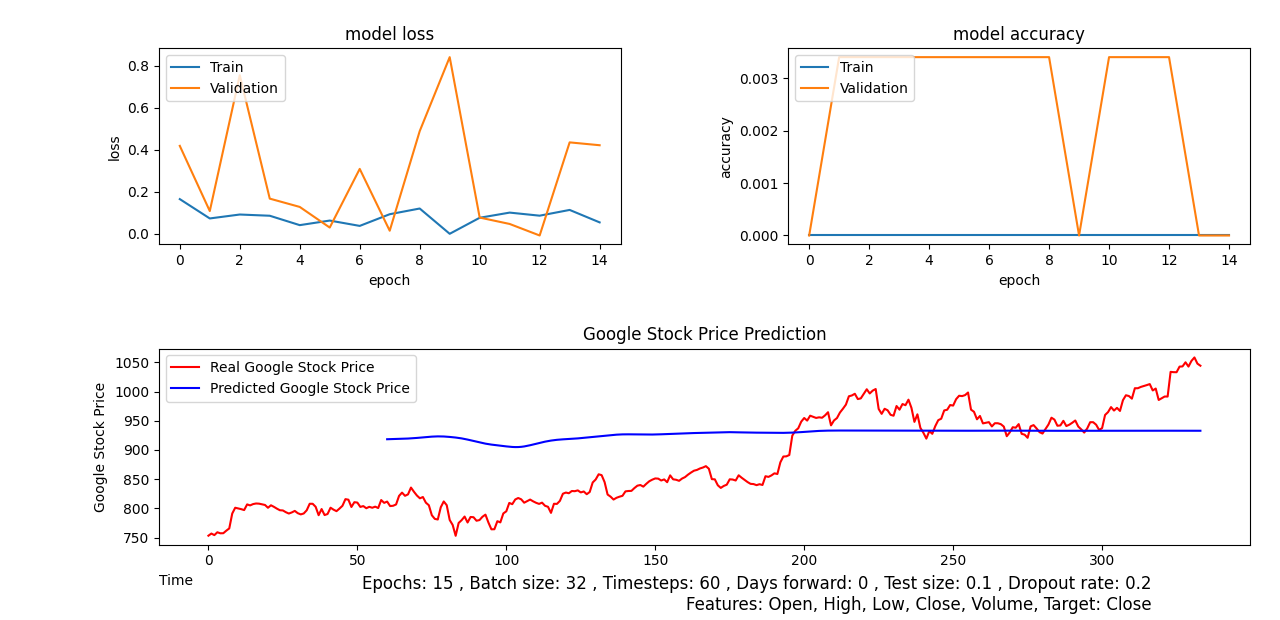 model loss
model accuracy
Train
Validation
Train
Validation
loss
0.8
0.6
0.4
0.2
0.0
0 2 4 6 8 10 12 14
epoch
accuracy
0.003
0.002
0.001
0.000
0 2 4 6 8 10 12 14
epoch
Google Stock Price Prediction
Real Google Stock Price
Predicted Google Stock Price
Google Stock Price
1050
1000
950
900
850
800
750
0 50 100 150 200 250 300
Time
Epochs: 15 , Batch size: 32 , Timesteps: 60 , Days forward: 0 , Test size: 0.1 , Dropout rate: 0.2
Features: Open, High, Low, Close, Volume, Target: Close